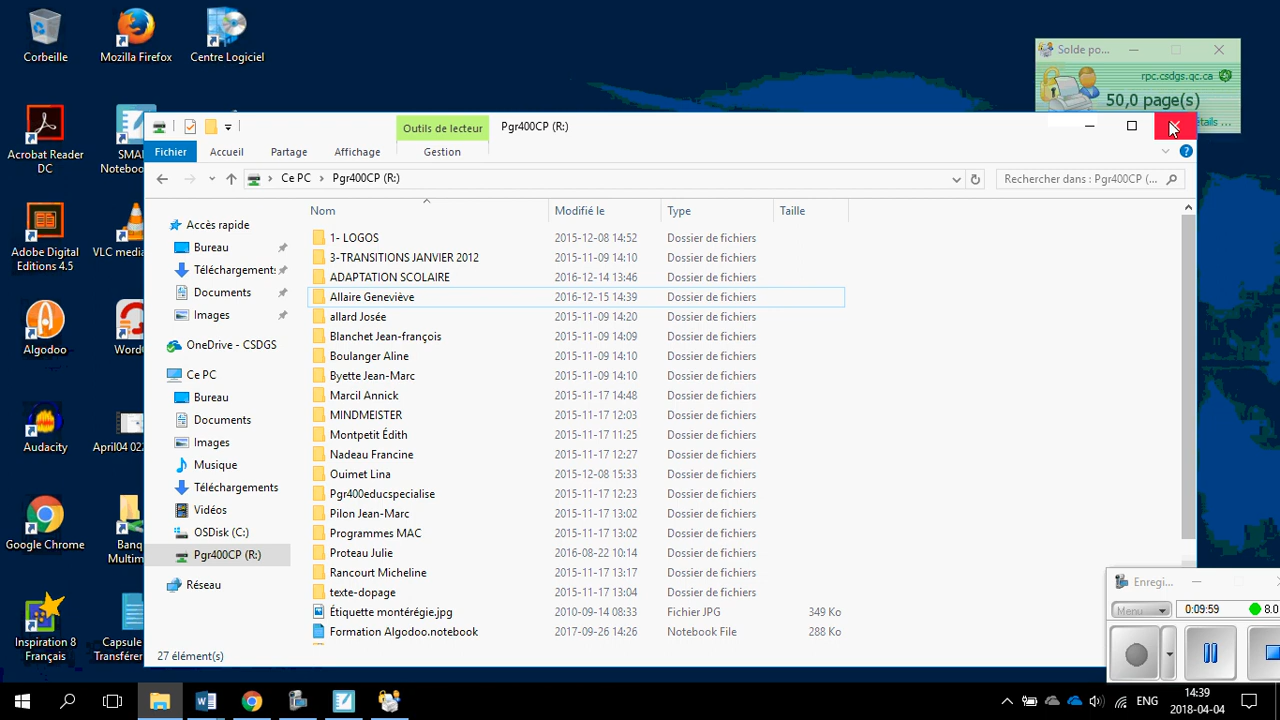 Corbeille
Mozilla Firefox
Centre Logiciel
Solde po...
rpc.csdgs.qc.ca
50,0 page(s)
étails ...
Acrobat Reader
DC
Outils de lecteur
Pgr400CP (R:)
Fichier
Accueil
Partage
Affichage
Gestion
Ce PC
Pgr400CP (R:)
Rechercher dans : Pgr400CP (...
Nom
Modifié le
Type
Taille
Accès rapide
Bureau
Téléchargement:
Documents
Images
OneDrive - CSDGS
Ce PC
Bureau
Documents
Images
Musique
Téléchargements
Vidéos
OSDisk (C:)
Pgr400CP (R:)
Réseau
1- LOGOS 2015-12-08 14:52 Dossier de fichiers
3-TRANSITIONS JANVIER 2012 2015-11-09 14:10 Dossier de fichiers
ADAPTATION SCOLAIRE 2016-12-14 13:46 Dossier de fichiers
Allaire Geneviève 2016-12-15 14:39 Dossier de fichiers
allard Josée 2015-11-09 14:20 Dossier de fichiers
Blanchet Jean-françois 2015-11-09 14:09 Dossier de fichiers
Boulanger Aline 2015-11-09 14:10 Dossier de fichiers
Byette Jean-Marc 2015-11-09 14:10 Dossier de fichiers
Marcil Annick 2015-11-17 14:48 Dossier de fichiers
MINDMEISTER 2015-11-17 12:03 Dossier de fichiers
Montpetit Édith 2015-11-17 11:25 Dossier de fichiers
Nadeau Francine 2015-11-17 12:27 Dossier de fichiers
Ouimet Lina 2015-12-08 15:33 Dossier de fichiers
Pgr400educspecialise 2015-11-17 12:23 Dossier de fichiers
Pilon Jean-Marc 2015-11-17 13:02 Dossier de fichiers
Programmes MAC 2015-11-17 13:02 Dossier de fichiers
Proteau Julie 2016-08-22 10:14 Dossier de fichiers
Rancourt Micheline 2015-11-17 13:17 Dossier de fichiers
texte-dopage 2015-11-17 13:04 Dossier de fichiers
Étiquette montérégie.jpg 2010-09-14 08:33 Fichier JPG 349 Ko
Formation Algodoo.notebook 2017-09-26 14:26 Notebook File 288 Ko
27 élément(s)
SMA
Notebook
Adobe Digital
Editions 4.5
VLC media
Algodoo
Word
Audacity
April04 022
Google Chrome
Banq
Multim
Inspiration 8
Français
Capsule
Transférer
Enregi...
Menu
0:09:59
8.0
ENG
14:39
2018-04-04